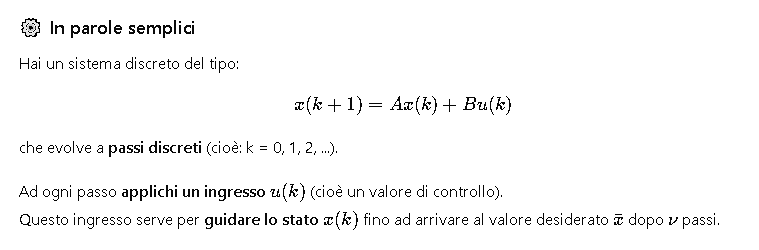 In parole semplici
Hai un sistema discreto del tipo:
x(k + 1) = Ax(k) + Bu(k)
che evolve a passi discreti (cioè: k = 0, 1, 2, ...).
Ad ogni passo applichi un ingresso u(k) (cioè un valore di controllo).
Questo ingresso serve per guidare lo stato x(k) fino ad arrivare al valore desiderato x̄ dopo ν passi.